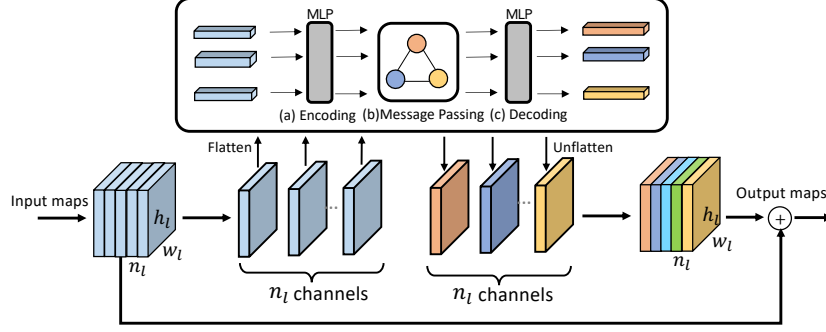 MLP
MLP
(a) Encoding
(b)Message Passing
(c) Decoding
Flatten
Unflatten
Input maps
Output maps
h_l
w_l
n_l
...
...
h_l
w_l
n_l
+
n_l channels
n_l channels